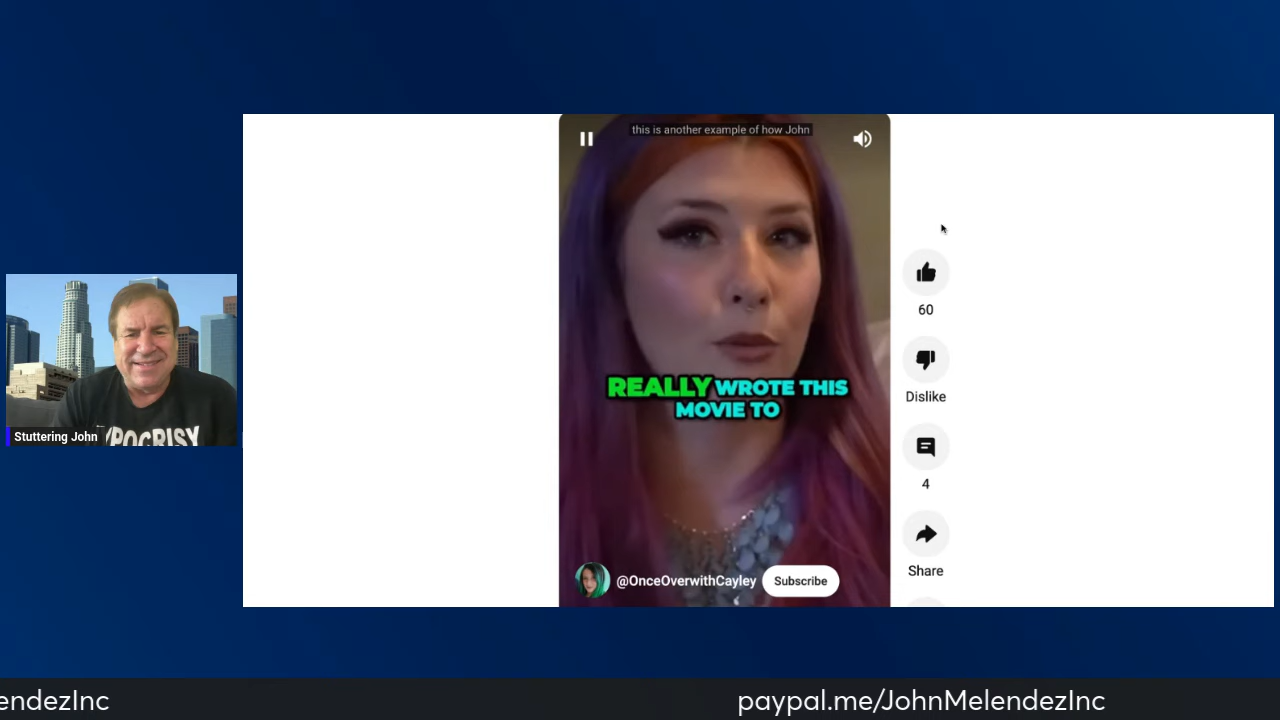 this is another example of how John
REALLY WROTE THIS
MOVIE TO
@OnceOverwithCayley
Subscribe
60
Dislike
4
Share
YPOCRISY
Stuttering John
endezInc
paypal.me/JohnMelendezInc